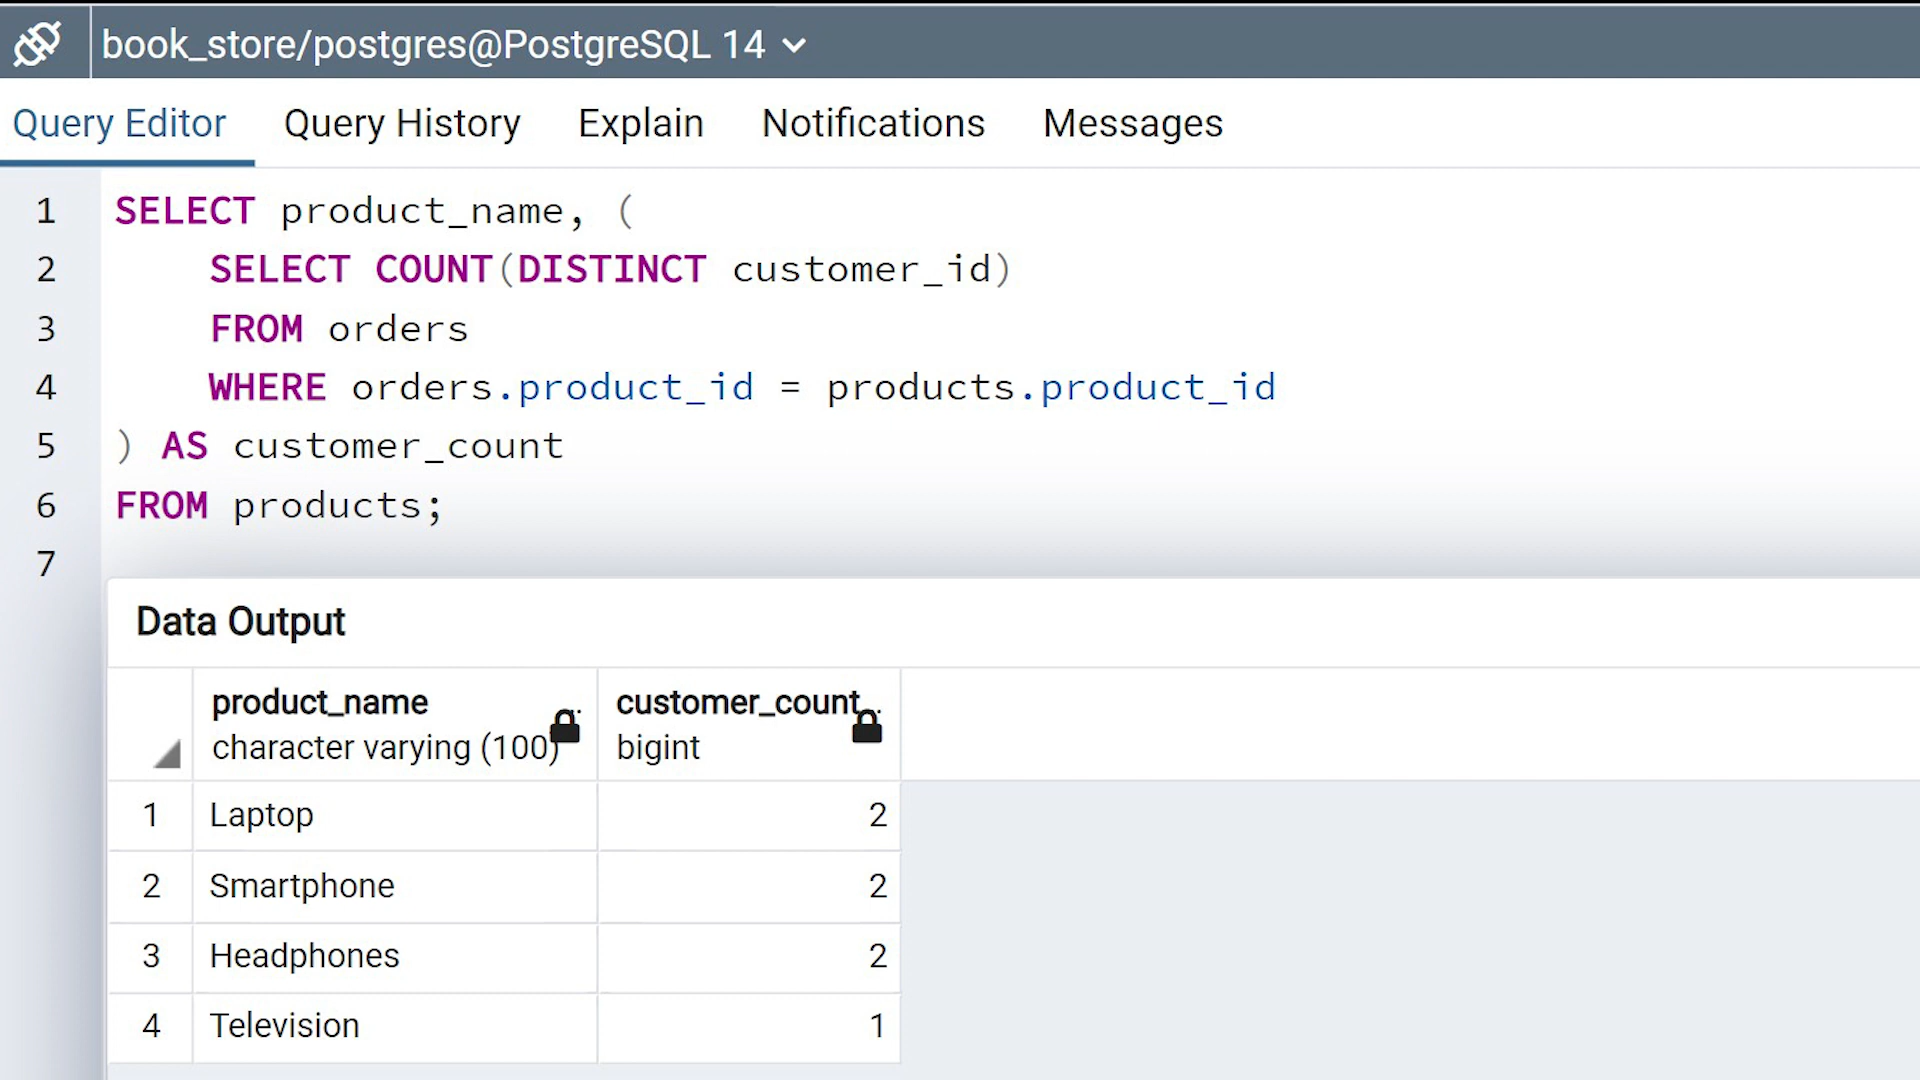 book_store/postgres@PostgreSQL 14
Query Editor Query History Explain Notifications Messages
1 SELECT product_name, (
2 SELECT COUNT(DISTINCT customer_id)
3 FROM orders
4 WHERE orders.product_id = products.product_id
5 ) AS customer_count
6 FROM products;
7
Data Output
product_name customer_count
character varying (100) bigint
1 Laptop 2
2 Smartphone 2
3 Headphones 2
4 Television 1